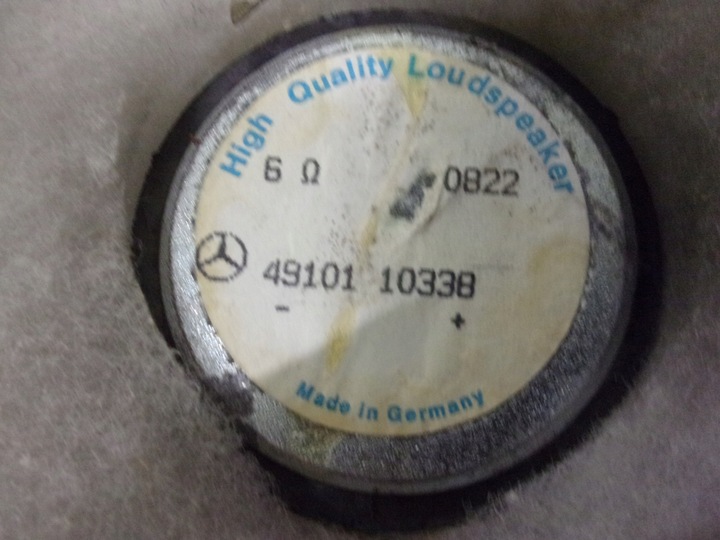 High Quality Loudspeaker
6 Ω 0822
49101 10338
- +
Made in Germany